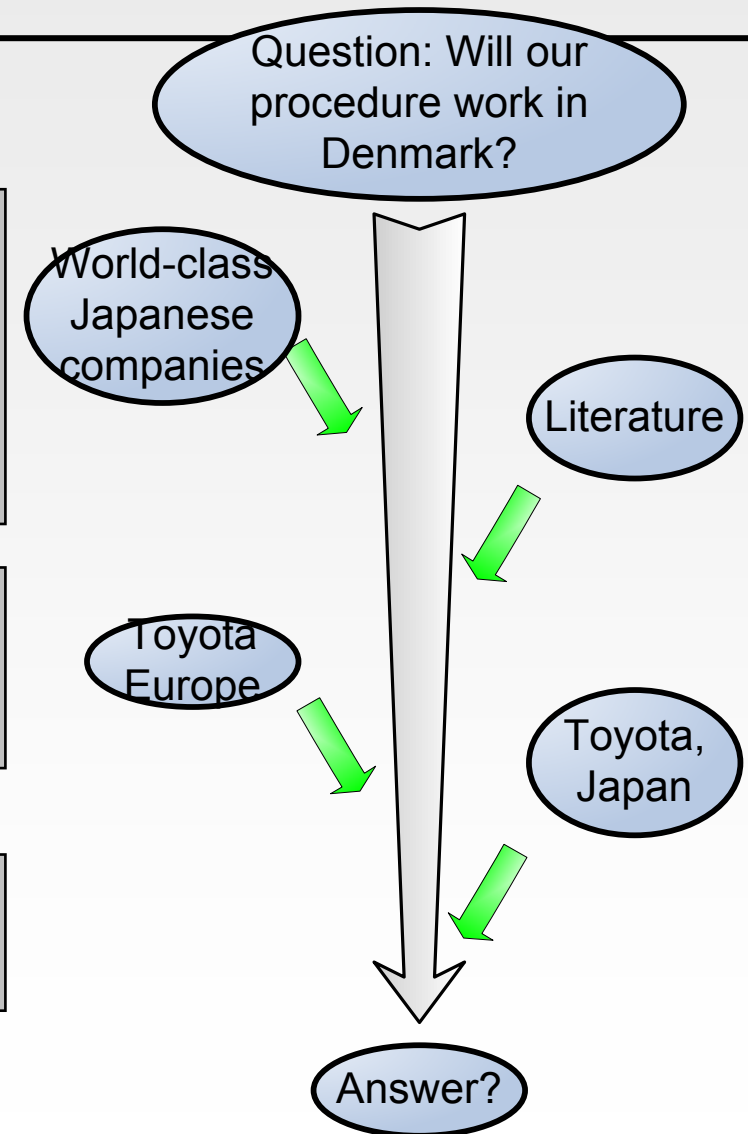 Question: Will our
procedure work in
Denmark?
World-class
Japanese
companies
Literature
Toyota
Europe
Toyota,
Japan
Answer?